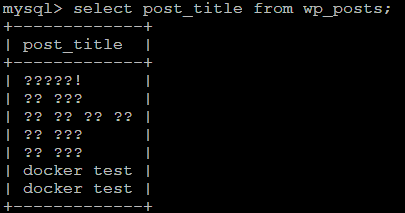 mysql> select post_title from wp_posts;
+-------------+
| post_title  |
+-------------+
| ?????!      |
| ?? ???      |
| ?? ?? ?? ?? |
| ?? ???      |
| ?? ???      |
| docker test |
| docker test |
+-------------+